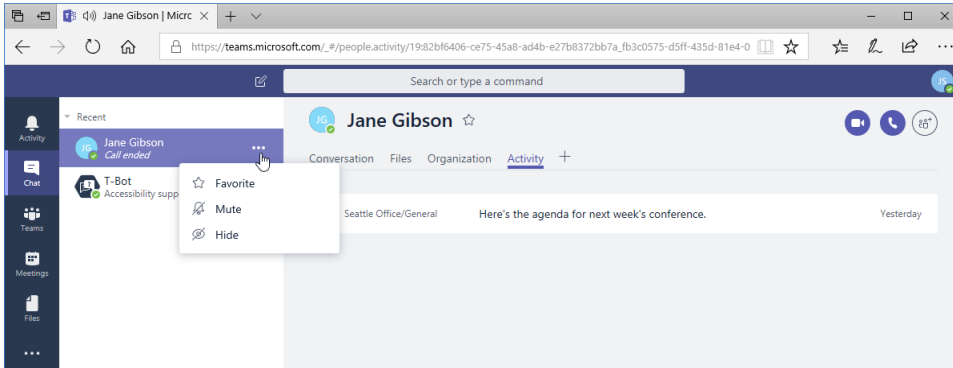 Jane Gibson | Micrc
https://teams.microsoft.com/_#/people.activity/19:82bf6406-ce75-45a8-ad4b-e27b8372bb7a_fb3c0575-d5ff-435d-81e4-0
Search or type a command
JS
Activity
Chat
Teams
Meetings
Files
Recent
JG
Jane Gibson
Call ended
T-Bot
Accessibility supp
Favorite
Mute
Hide
JG
Jane Gibson
Conversation Files Organization Activity
Seattle Office/General Here's the agenda for next week's conference. Yesterday